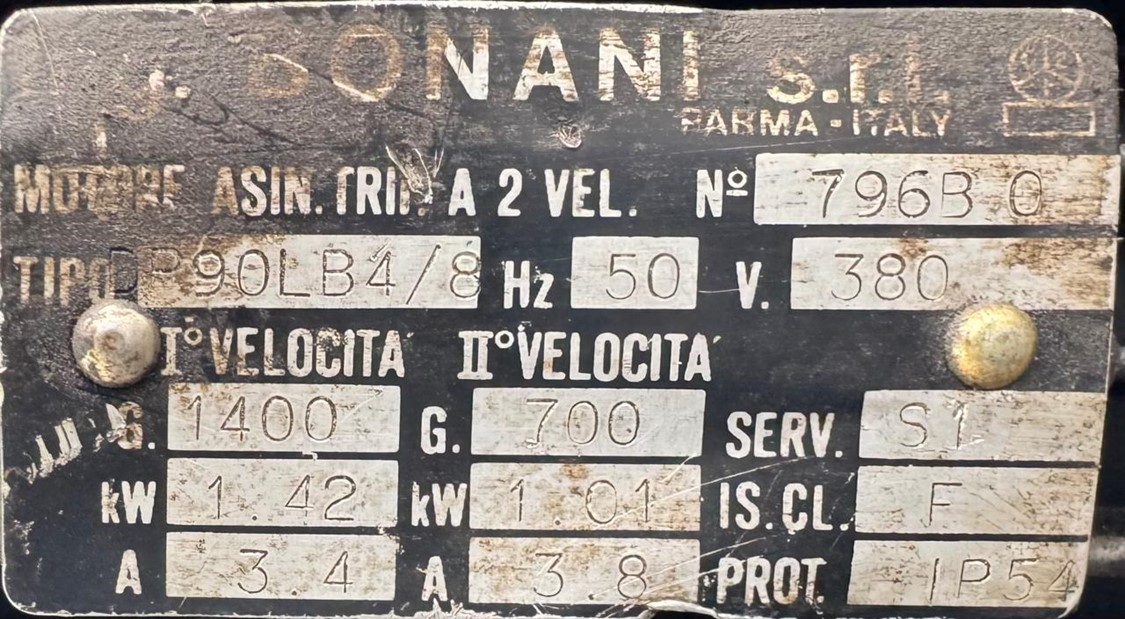 BONANI s.r.l.
PARMA - ITALY
MOTORE ASIN. TRIF. A 2 VEL. Nº 796B 0
TIPO DP90LB4/8 Hz 50 V. 380
I° VELOCITA' II° VELOCITA'
G. 1400 G. 700 SERV. S1
kW 1.42 kW 1.01 IS.CL. F
A 3.4 A 3.8 PROT. IP54